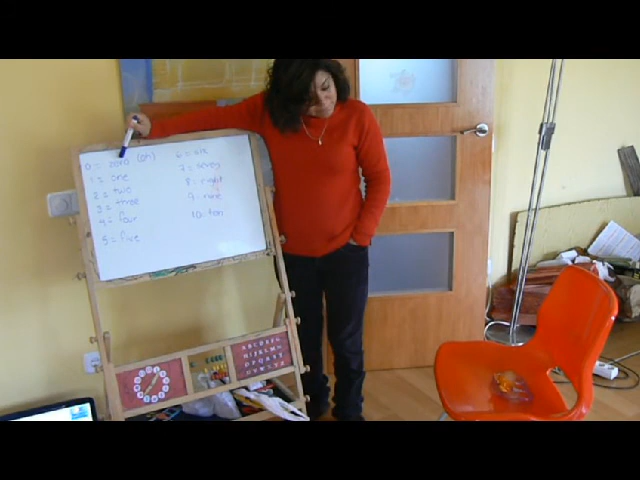 0 = zero (oh)
1 = one
2 = two
3 = three
4 = four
5 = five
6 = six
7 = seven
8 = eight
9 = nine
10 = ten
A B C D E F G
H I J K L M N